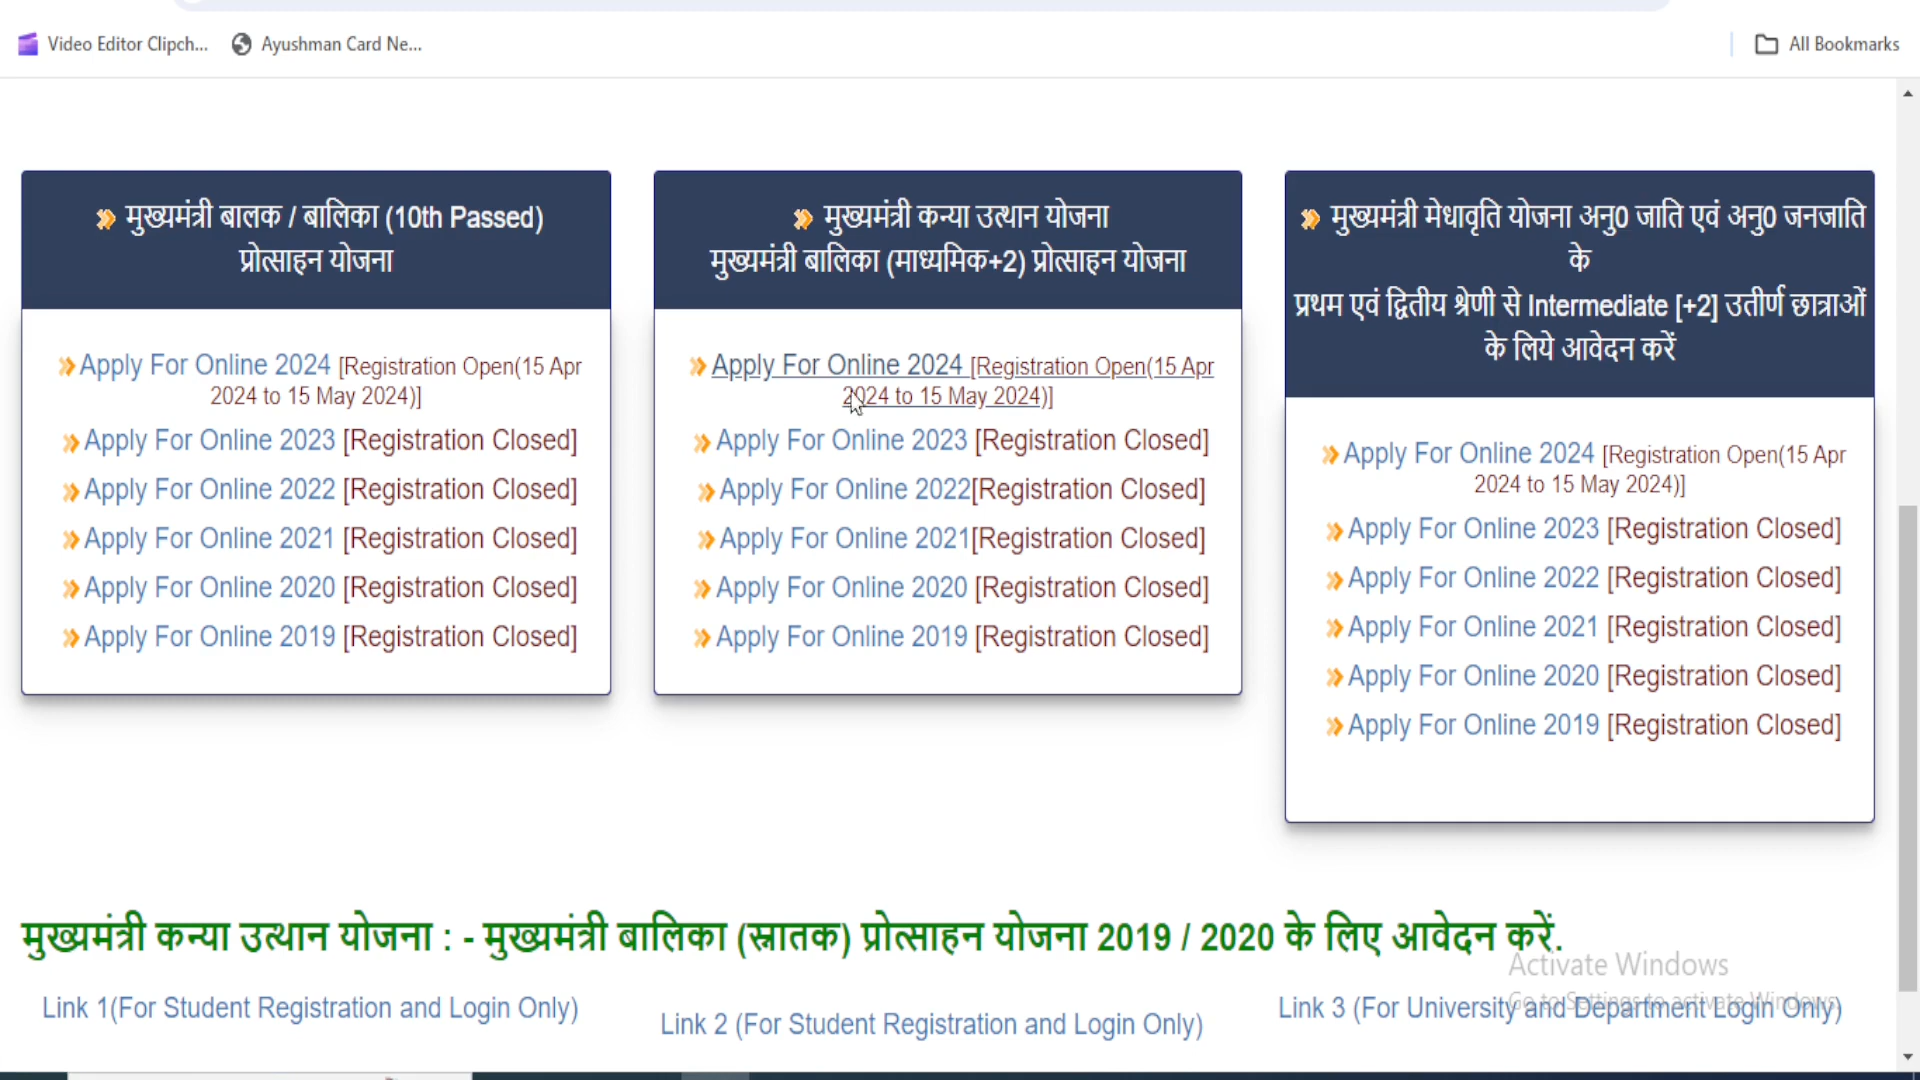 Video Editor Clipch...
Ayushman Card Ne...
All Bookmarks
मुख्यमंत्री बालक / बालिका (10th Passed)
प्रोत्साहन योजना
Apply For Online 2024 [Registration Open(15 Apr
2024 to 15 May 2024)]
Apply For Online 2023 [Registration Closed]
Apply For Online 2022 [Registration Closed]
Apply For Online 2021 [Registration Closed]
Apply For Online 2020 [Registration Closed]
Apply For Online 2019 [Registration Closed]
मुख्यमंत्री कन्या उत्थान योजना
मुख्यमंत्री बालिका (माध्यमिक+2) प्रोत्साहन योजना
Apply For Online 2024 [Registration Open(15 Apr
2024 to 15 May 2024)]
Apply For Online 2023 [Registration Closed]
Apply For Online 2022[Registration Closed]
Apply For Online 2021[Registration Closed]
Apply For Online 2020 [Registration Closed]
Apply For Online 2019 [Registration Closed]
मुख्यमंत्री मेधावृति योजना अनु0 जाति एवं अनु0 जनजाति
के
प्रथम एवं द्वितीय श्रेणी से Intermediate [+2] उतीर्ण छात्राओं
के लिये आवेदन करें
Apply For Online 2024 [Registration Open(15 Apr
2024 to 15 May 2024)]
Apply For Online 2023 [Registration Closed]
Apply For Online 2022 [Registration Closed]
Apply For Online 2021 [Registration Closed]
Apply For Online 2020 [Registration Closed]
Apply For Online 2019 [Registration Closed]
मुख्यमंत्री कन्या उत्थान योजना : - मुख्यमंत्री बालिका (स्नातक) प्रोत्साहन योजना 2019 / 2020 के लिए आवेदन करें.
Link 1(For Student Registration and Login Only)
Link 2 (For Student Registration and Login Only)
Link 3 (For University and Department Login Only)
Activate Windows
Go to Settings to activate Windows.